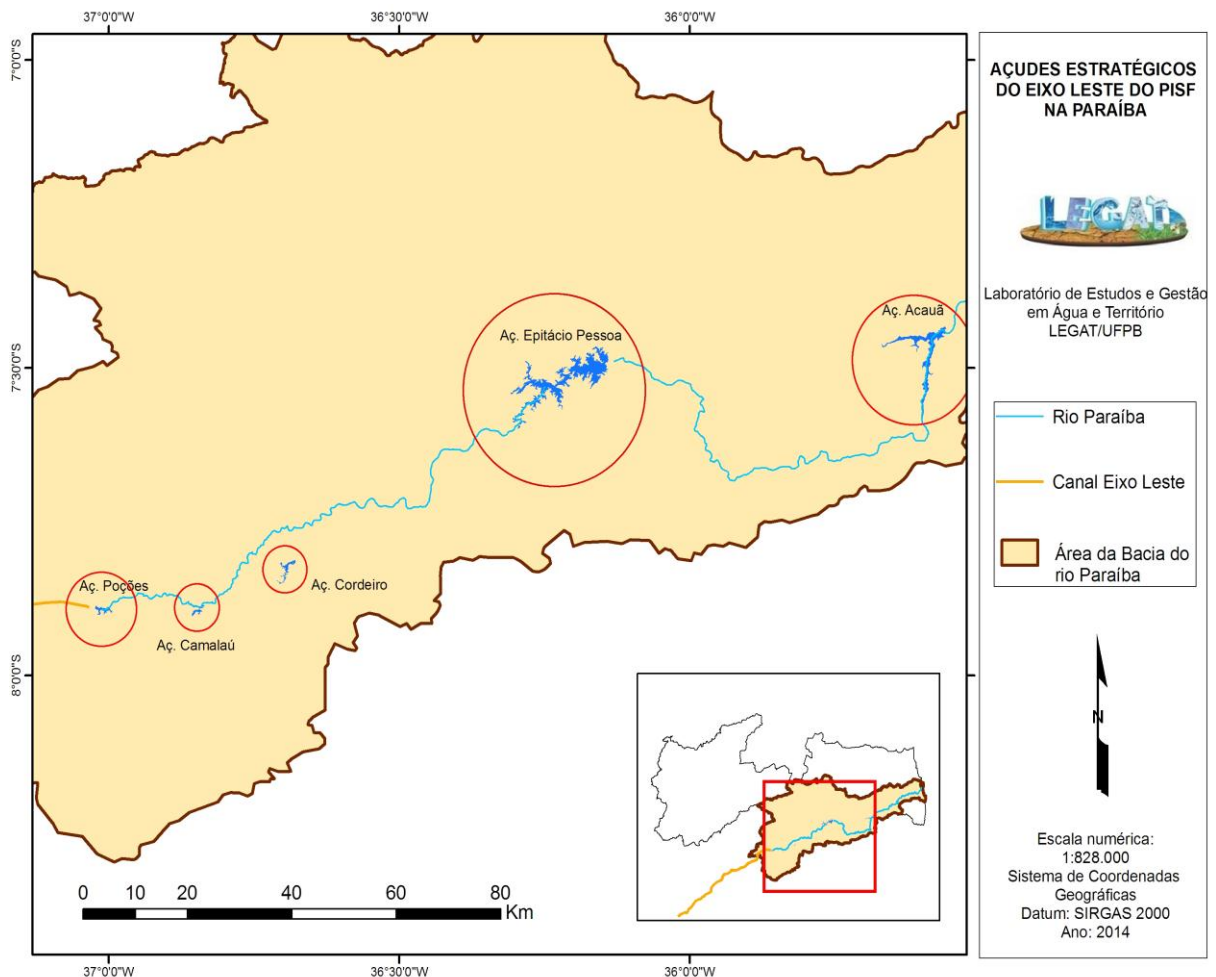 37°0'0"W
36°30'0"W
36°0'0"W
7°0'0"S
7°30'0"S
8°0'0"S
Aç. Epitácio Pessoa
Aç. Acauã
Aç. Poções
Aç. Camalaú
Aç. Cordeiro
0 10 20 40 60 80
Km
37°0'0"W
36°30'0"W
36°0'0"W
AÇUDES ESTRATÉGICOS
DO EIXO LESTE DO PISF
NA PARAÍBA
LEGAT
Laboratório de Estudos e Gestão
em Água e Território
LEGAT/UFPB
Rio Paraíba
Canal Eixo Leste
Área da Bacia do
rio Paraíba
N
Escala numérica:
1:828.000
Sistema de Coordenadas
Geográficas
Datum: SIRGAS 2000
Ano: 2014